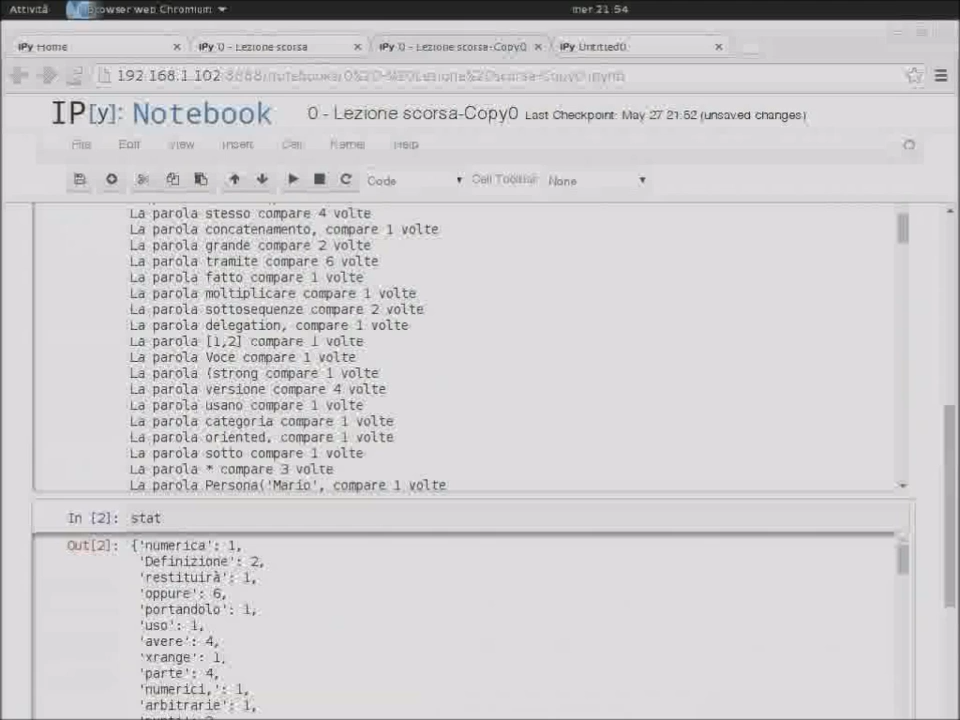 Attività Browser web Chromium mer 21:54
IPy Home IPy 0 - Lezione scorsa IPy 0 - Lezione scorsa-Copy0 IPy Untitled0
192.168.1.102:8888/notebooks/0%20-%20Lezione%20scorsa-Copy0.ipynb
IP[y]: Notebook 0 - Lezione scorsa-Copy0 Last Checkpoint: May 27 21:52 (unsaved changes)
File Edit View Insert Cell Kernel Help
Code Cell Toolbar None
La parola stesso compare 4 volte
La parola concatenamento, compare 1 volte
La parola grande compare 2 volte
La parola tramite compare 6 volte
La parola fatto compare 1 volte
La parola moltiplicare compare 1 volte
La parola sottosequenze compare 2 volte
La parola delegation, compare 1 volte
La parola [1,2] compare 1 volte
La parola Voce compare 1 volte
La parola (strong compare 1 volte
La parola versione compare 4 volte
La parola usano compare 1 volte
La parola categoria compare 1 volte
La parola oriented, compare 1 volte
La parola sotto compare 1 volte
La parola * compare 3 volte
La parola Persona('Mario', compare 1 volte
In [2]: stat
Out[2]: {'numerica': 1,
'Definizione': 2,
'restituirà': 1,
'oppure': 6,
'portandolo': 1,
'uso': 1,
'avere': 4,
'xrange': 1,
'parte': 4,
'numerici,': 1,
'arbitrarie': 1,